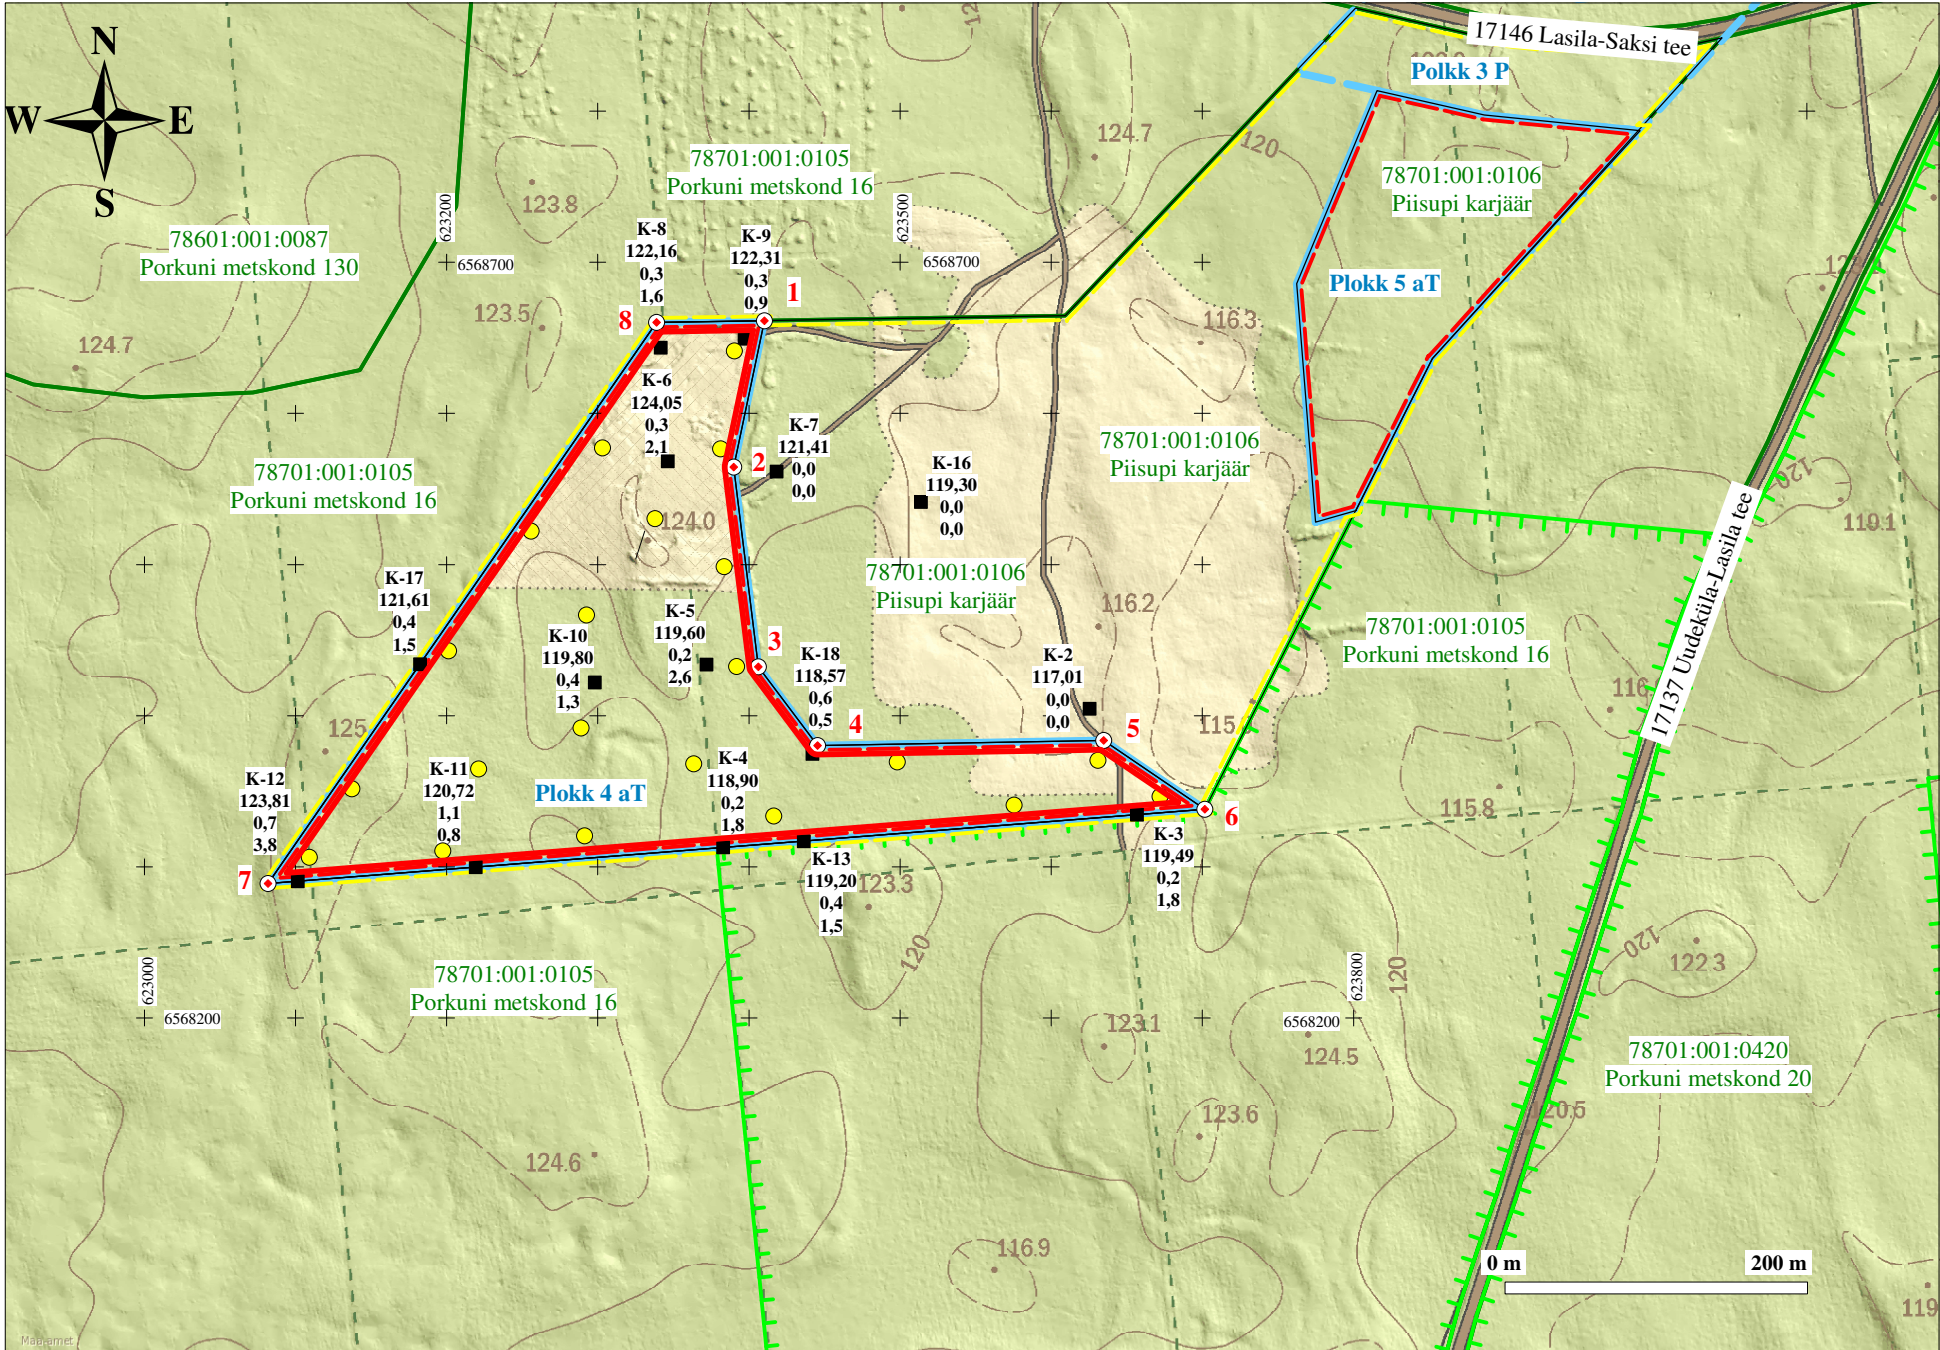 N
W
E
S
17146 Lasila-Saksi tee
Polkk 3 P
124.7
120
78701:001:0105
Porkuni metskond 16
123.8
78701:001:0106
Piisupi karjäär
623200
623500
78601:001:0087
Porkuni metskond 130
6568700
6568700
K-8
122,16
0,3
1,6
K-9
122,31
0,3
0,9
1
8
Plokk 5 aT
123.5
116.3
124.7
K-6
124,05
0,3
2,1
K-7
121,41
0,0
0,0
2
K-16
119,30
0,0
0,0
78701:001:0106
Piisupi karjäär
78701:001:0105
Porkuni metskond 16
120
119.1
124.0
17137 Uudeküla-Lasila tee
78701:001:0106
Piisupi karjäär
K-17
121,61
0,4
1,5
K-10
119,80
0,4
1,3
K-5
119,60
0,2
2,6
3
116.2
78701:001:0105
Porkuni metskond 16
K-18
118,57
0,6
0,5
4
K-2
117,01
0,0
0,0
5
125
K-12
123,81
0,7
3,8
K-11
120,72
1,1
0,8
Plokk 4 aT
K-4
118,90
0,2
1,8
115.8
6
7
K-13
119,20
0,4
1,5
K-3
119,49
0,2
1,8
123.3
120
120
120
122.3
78701:001:0105
Porkuni metskond 16
623000
6568200
623800
6568200
123.1
124.5
78701:001:0420
Porkuni metskond 20
120.5
123.6
124.6
116.9
0 m
200 m
119
Maa-amet